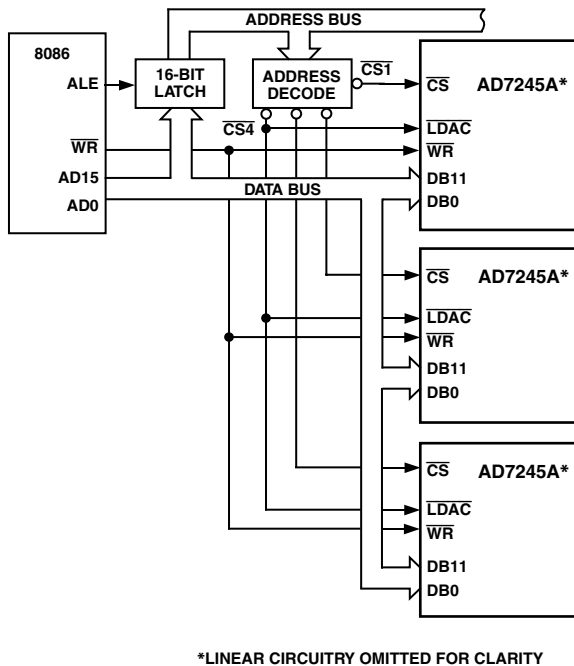 ADDRESS BUS
8086
ALE
16-BIT
LATCH
ADDRESS
DECODE
CS1
CS
AD7245A*
CS4
LDAC
WR
WR
AD15
DB11
DATA BUS
AD0
DB0
CS
AD7245A*
LDAC
WR
DB11
DB0
CS
AD7245A*
LDAC
WR
DB11
DB0
*LINEAR CIRCUITRY OMITTED FOR CLARITY